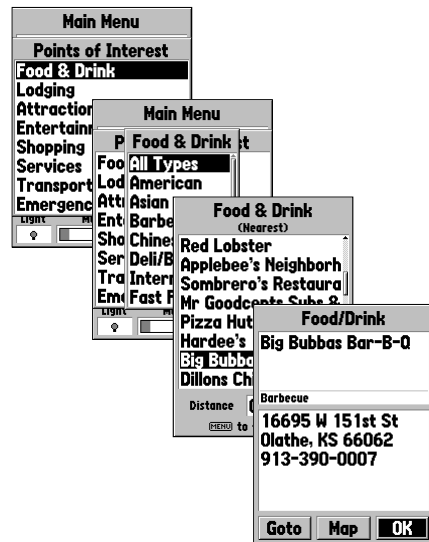 Main Menu
Points of Interest
Food & Drink
Lodging
Attraction
Entertainn
Shopping
Services
Transport
Emergenc
Light
Main Menu
Food & Drink
All Types
American
Asian
Barbe
Chines
Deli/B
Intern
Fast F
Food & Drink
(Nearest)
Red Lobster
Applebee's Neighborh
Sombrero's Restaura
Mr Goodcents Subs &
Pizza Hut
Hardee's
Big Bubba
Dillons Chi
Distance
MENU to
Food/Drink
Big Bubbas Bar-B-Q
Barbecue
16695 W 151st St
Olathe, KS 66062
913-390-0007
Goto Map OK